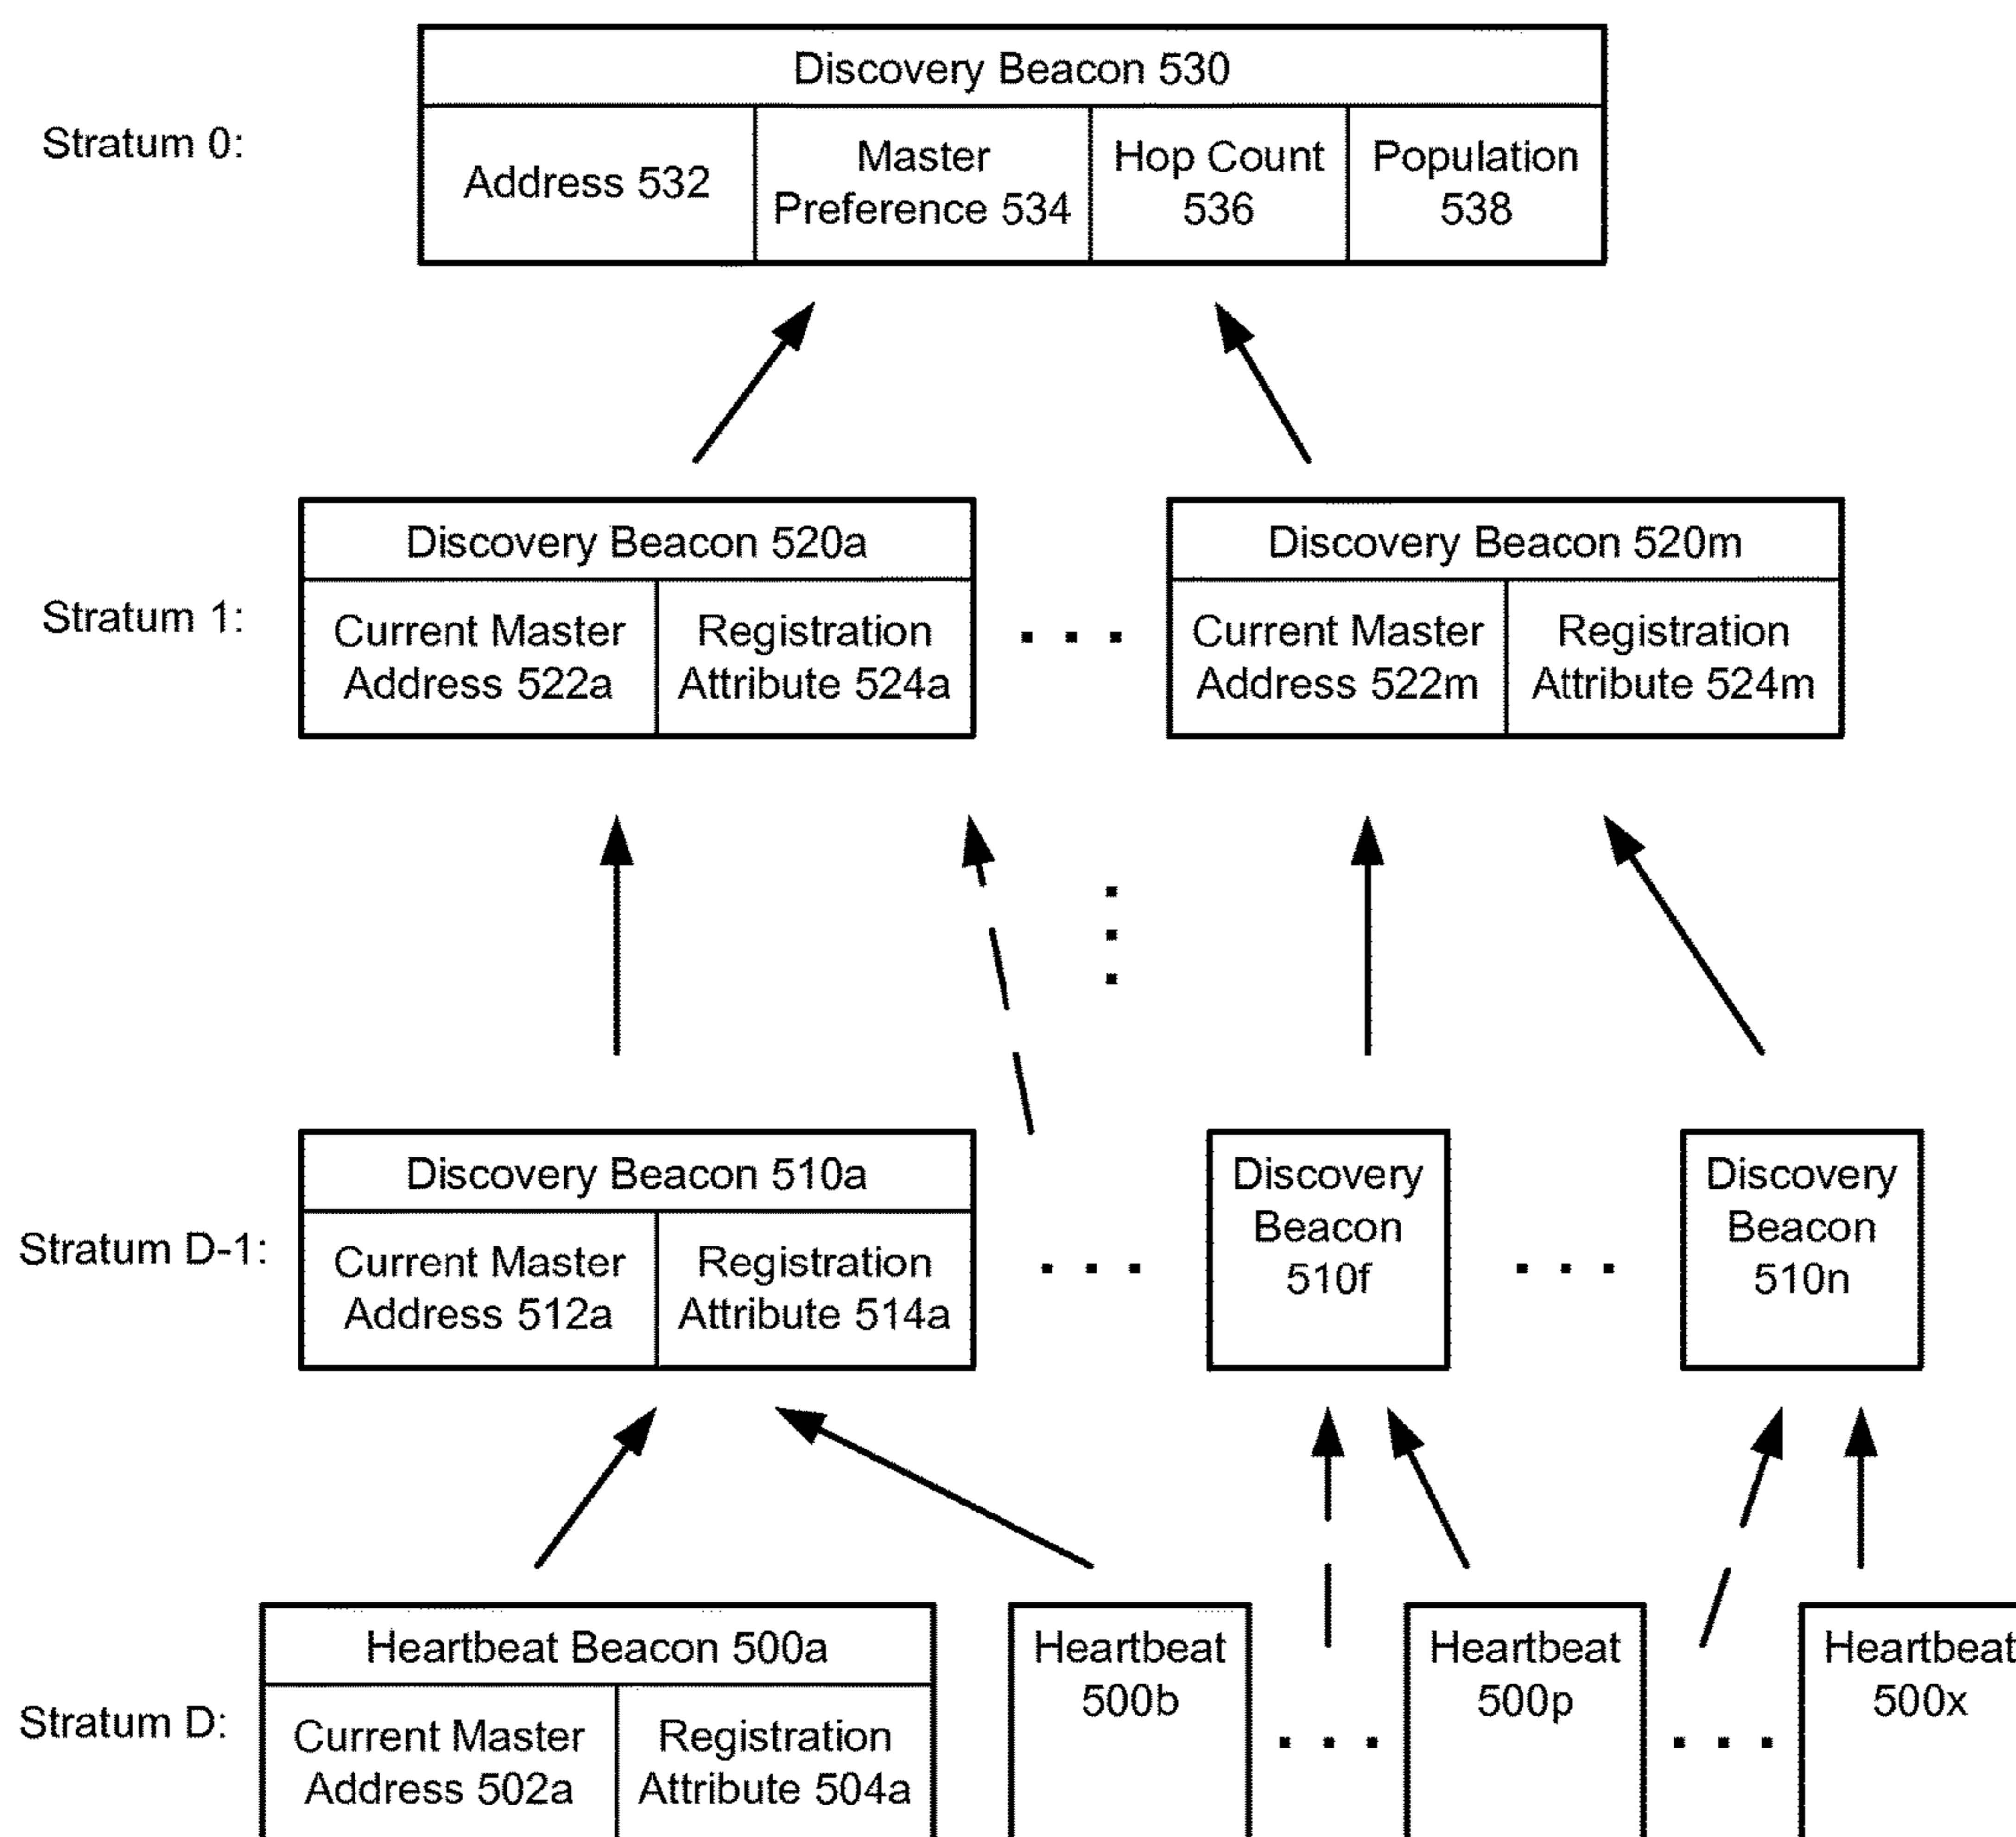 Discovery Beacon 530
Stratum 0:
Address 532
Master
Preference 534
Hop Count
536
Population
538
Discovery Beacon 520a
Discovery Beacon 520m
Stratum 1:
Current Master
Address 522a
Registration
Attribute 524a
. . .
Current Master
Address 522m
Registration
Attribute 524m
Discovery Beacon 510a
Stratum D-1:
Current Master
Address 512a
Registration
Attribute 514a
. . .
Discovery
Beacon
510f
. . .
Discovery
Beacon
510n
Heartbeat Beacon 500a
Stratum D:
Current Master
Address 502a
Registration
Attribute 504a
Heartbeat
500b
. . .
Heartbeat
500p
. . .
Heartbeat
500x